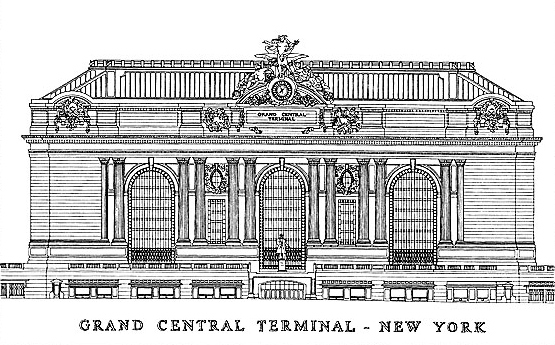 GRAND CENTRAL
TERMINAL
GRAND CENTRAL TERMINAL - NEW YORK